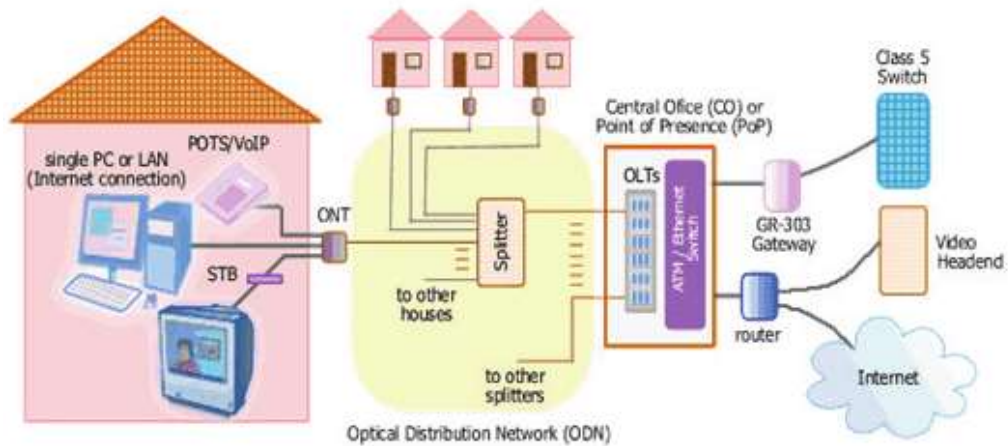 POTS/VoIP
single PC or LAN
(Internet connection)
ONT
STB
Splitter
to other
houses
to other
splitters
Optical Distribution Network (ODN)
Central Ofice (CO) or
Point of Presence (PoP)
OLTs
ATM / Ethernet
Switch
Class 5
Switch
GR-303
Gateway
Video
Headend
router
Internet